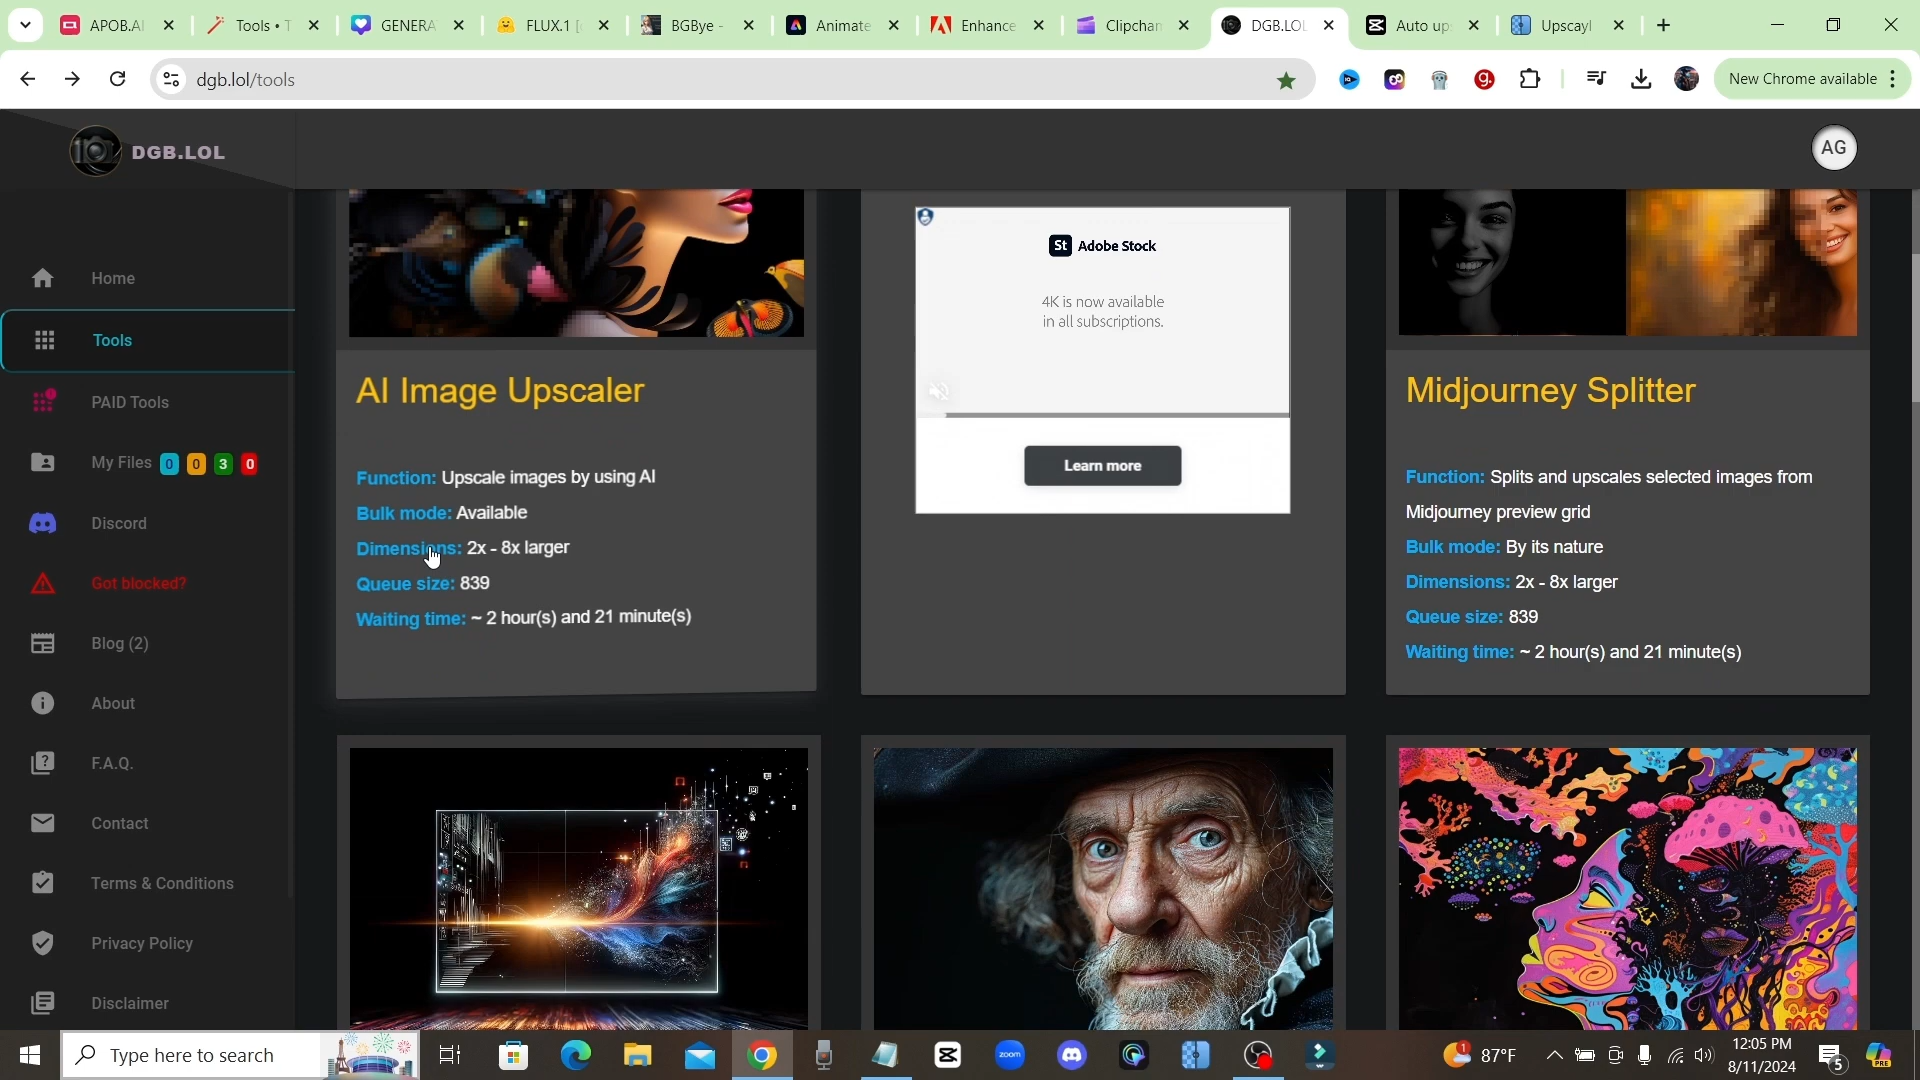 APOB.AI
Tools • T
GENERA
FLUX.1 [
BGBye -
Animate
Enhance
Clipchan
DGB.LOL
Auto up
Upscayl
dgb.lol/tools
New Chrome available
DGB.LOL
AG
Home
Tools
PAID Tools
My Files 0 0 3 0
Discord
Got blocked?
Blog (2)
About
F.A.Q.
Contact
Terms & Conditions
Privacy Policy
Disclaimer
AI Image Upscaler
Function: Upscale images by using AI
Bulk mode: Available
Dimensions: 2x - 8x larger
Queue size: 839
Waiting time: ~ 2 hour(s) and 21 minute(s)
St Adobe Stock
4K is now available
in all subscriptions.
Learn more
Midjourney Splitter
Function: Splits and upscales selected images from
Midjourney preview grid
Bulk mode: By its nature
Dimensions: 2x - 8x larger
Queue size: 839
Waiting time: ~ 2 hour(s) and 21 minute(s)
Type here to search
zoom
1
87°F
12:05 PM
8/11/2024
5
PRE